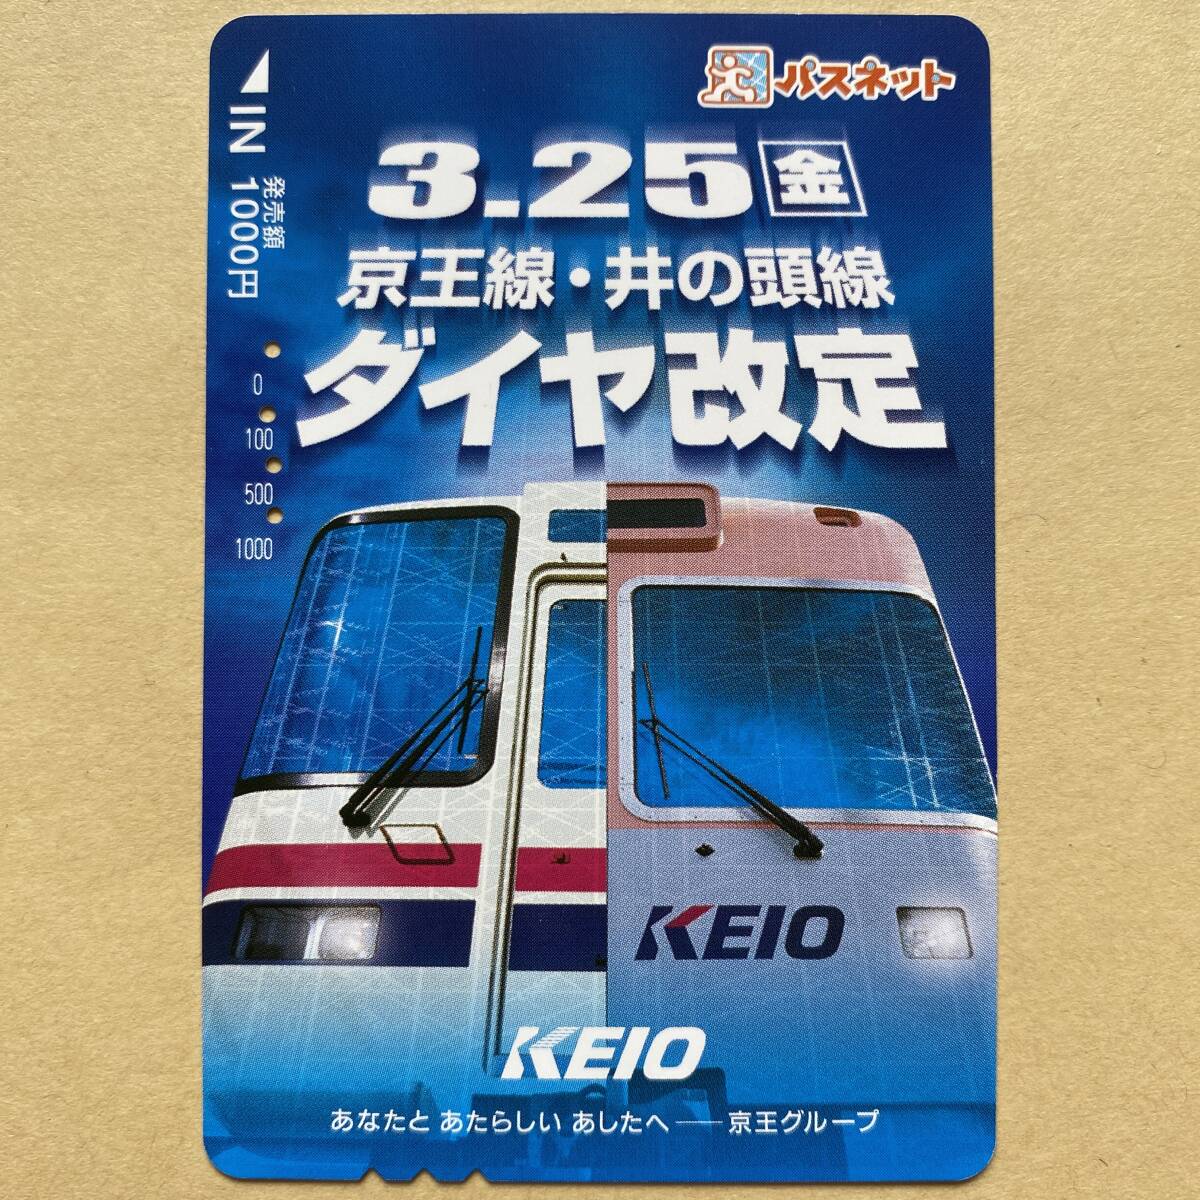 パスネット
IN
発売額
1000円
3.25 金
京王線・井の頭線
ダイヤ改定
0
100
500
1000
KEIO
KEIO
あなたと あたらしい あしたへ──京王グループ